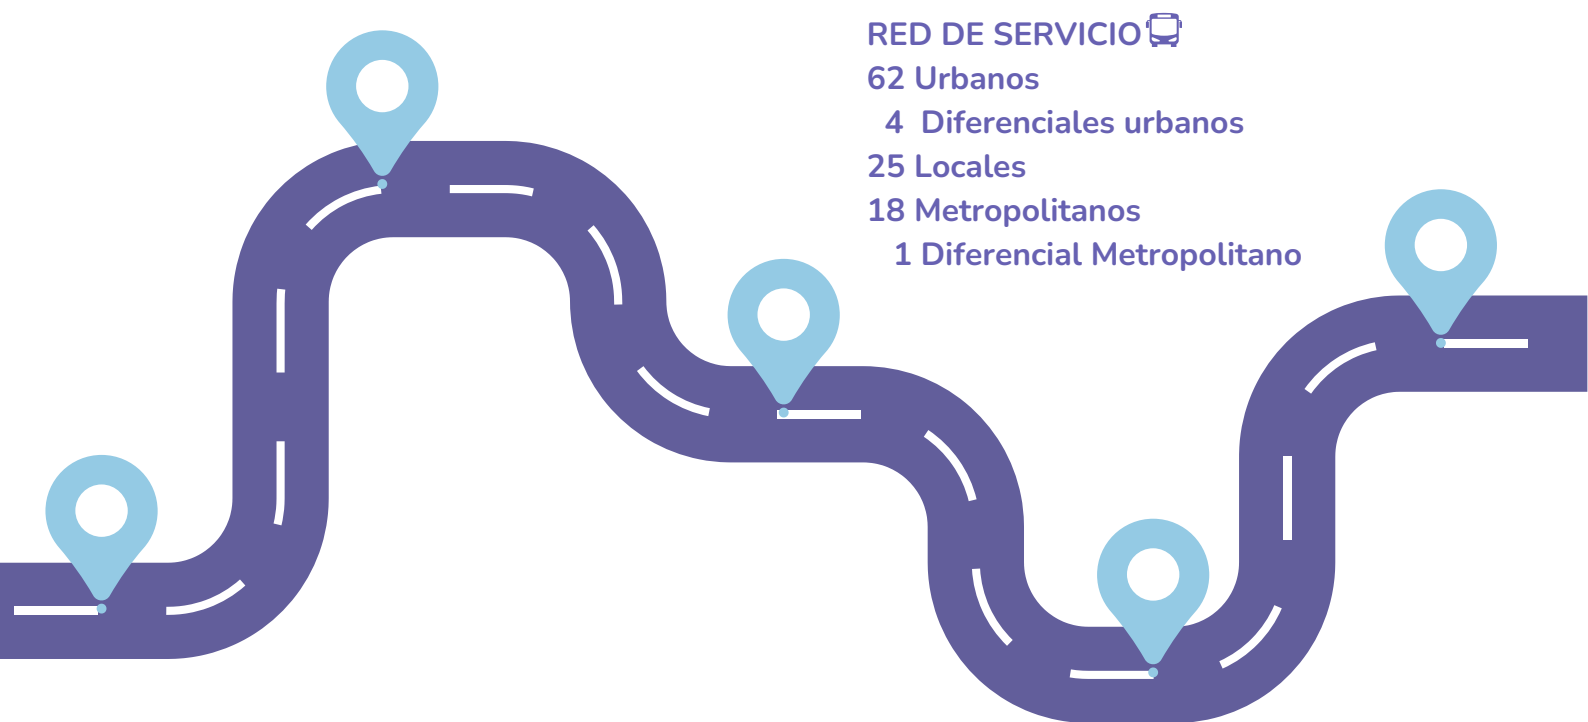 RED DE SERVICIO
62 Urbanos
4 Diferenciales urbanos
25 Locales
18 Metropolitanos
1 Diferencial Metropolitano